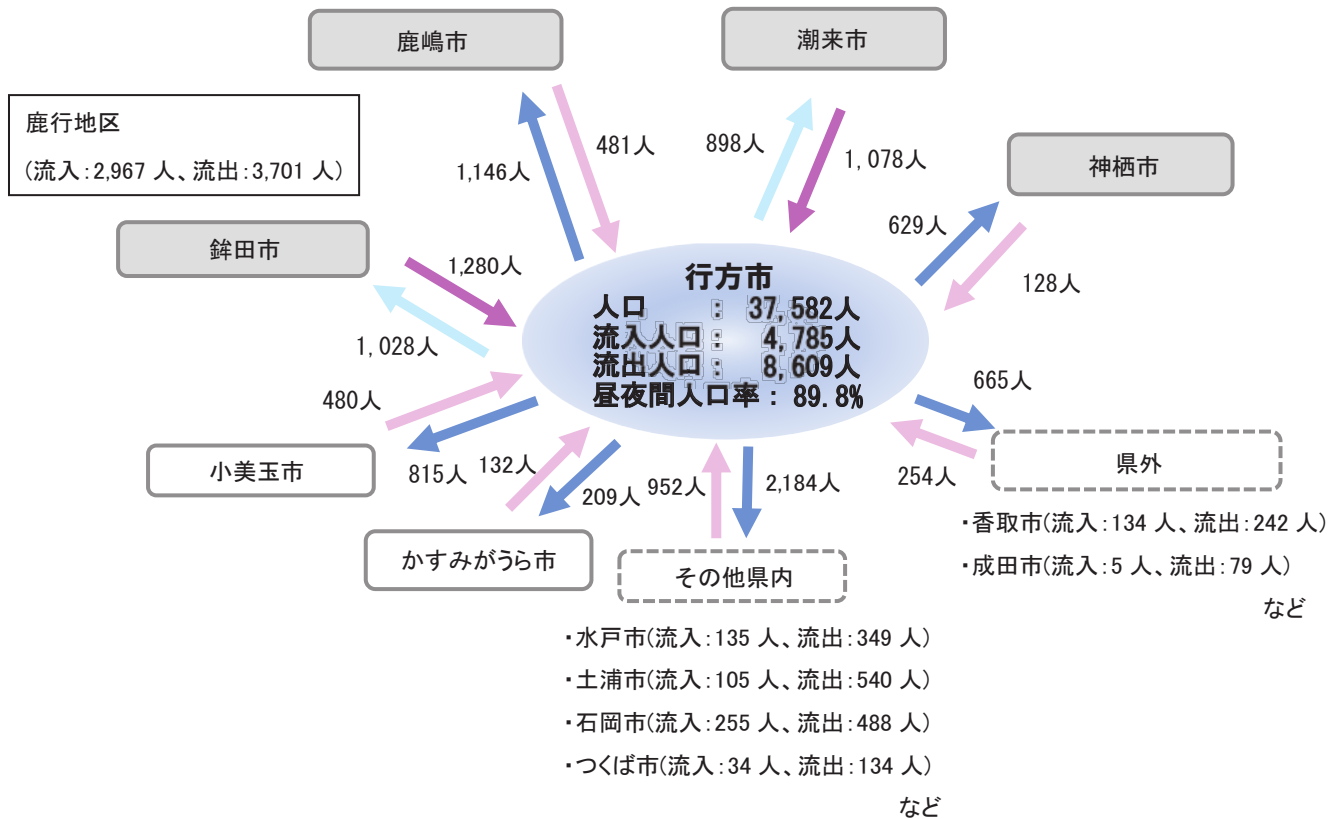 鹿嶋市
潮来市
鹿行地区
(流入:2,967 人、流出:3,701 人)
481人
898人
1,078人
1,146人
神栖市
629人
鉾田市
1,280人
128人
行方市
人口 : 37,582人
流入人口: 4,785人
流出人口: 8,609人
昼夜間人口率: 89.8%
1,028人
665人
480人
小美玉市
815人
132人
209人
952人
2,184人
254人
県外
かすみがうら市
その他県内
・香取市(流入:134 人、流出:242 人)
・成田市(流入:5 人、流出:79 人)
など
・水戸市(流入:135 人、流出:349 人)
・土浦市(流入:105 人、流出:540 人)
・石岡市(流入:255 人、流出:488 人)
・つくば市(流入:34 人、流出:134 人)
など